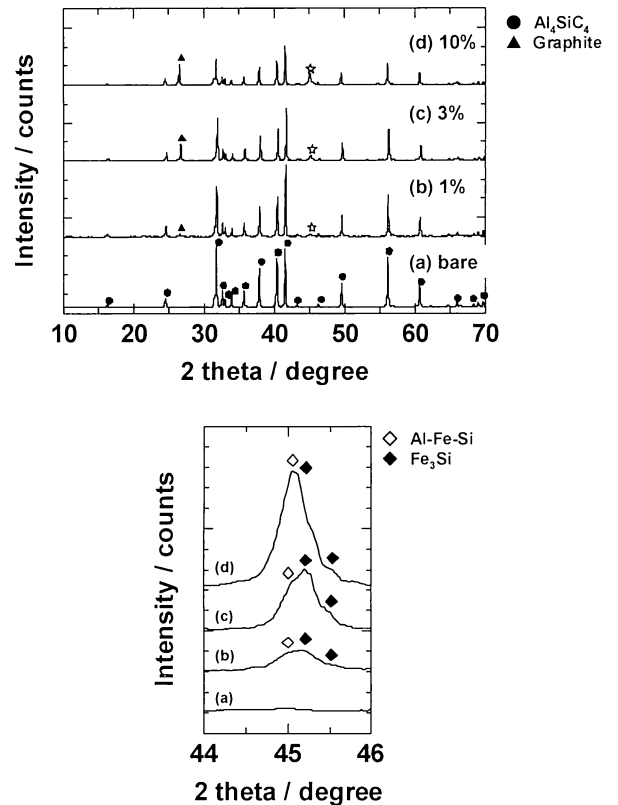 Al4SiC4
Graphite
(d) 10%
(c) 3%
(b) 1%
(a) bare
Intensity / counts
10 20 30 40 50 60 70
2 theta / degree
Al-Fe-Si
Fe3Si
(d)
(c)
(b)
(a)
Intensity / counts
44 45 46
2 theta / degree